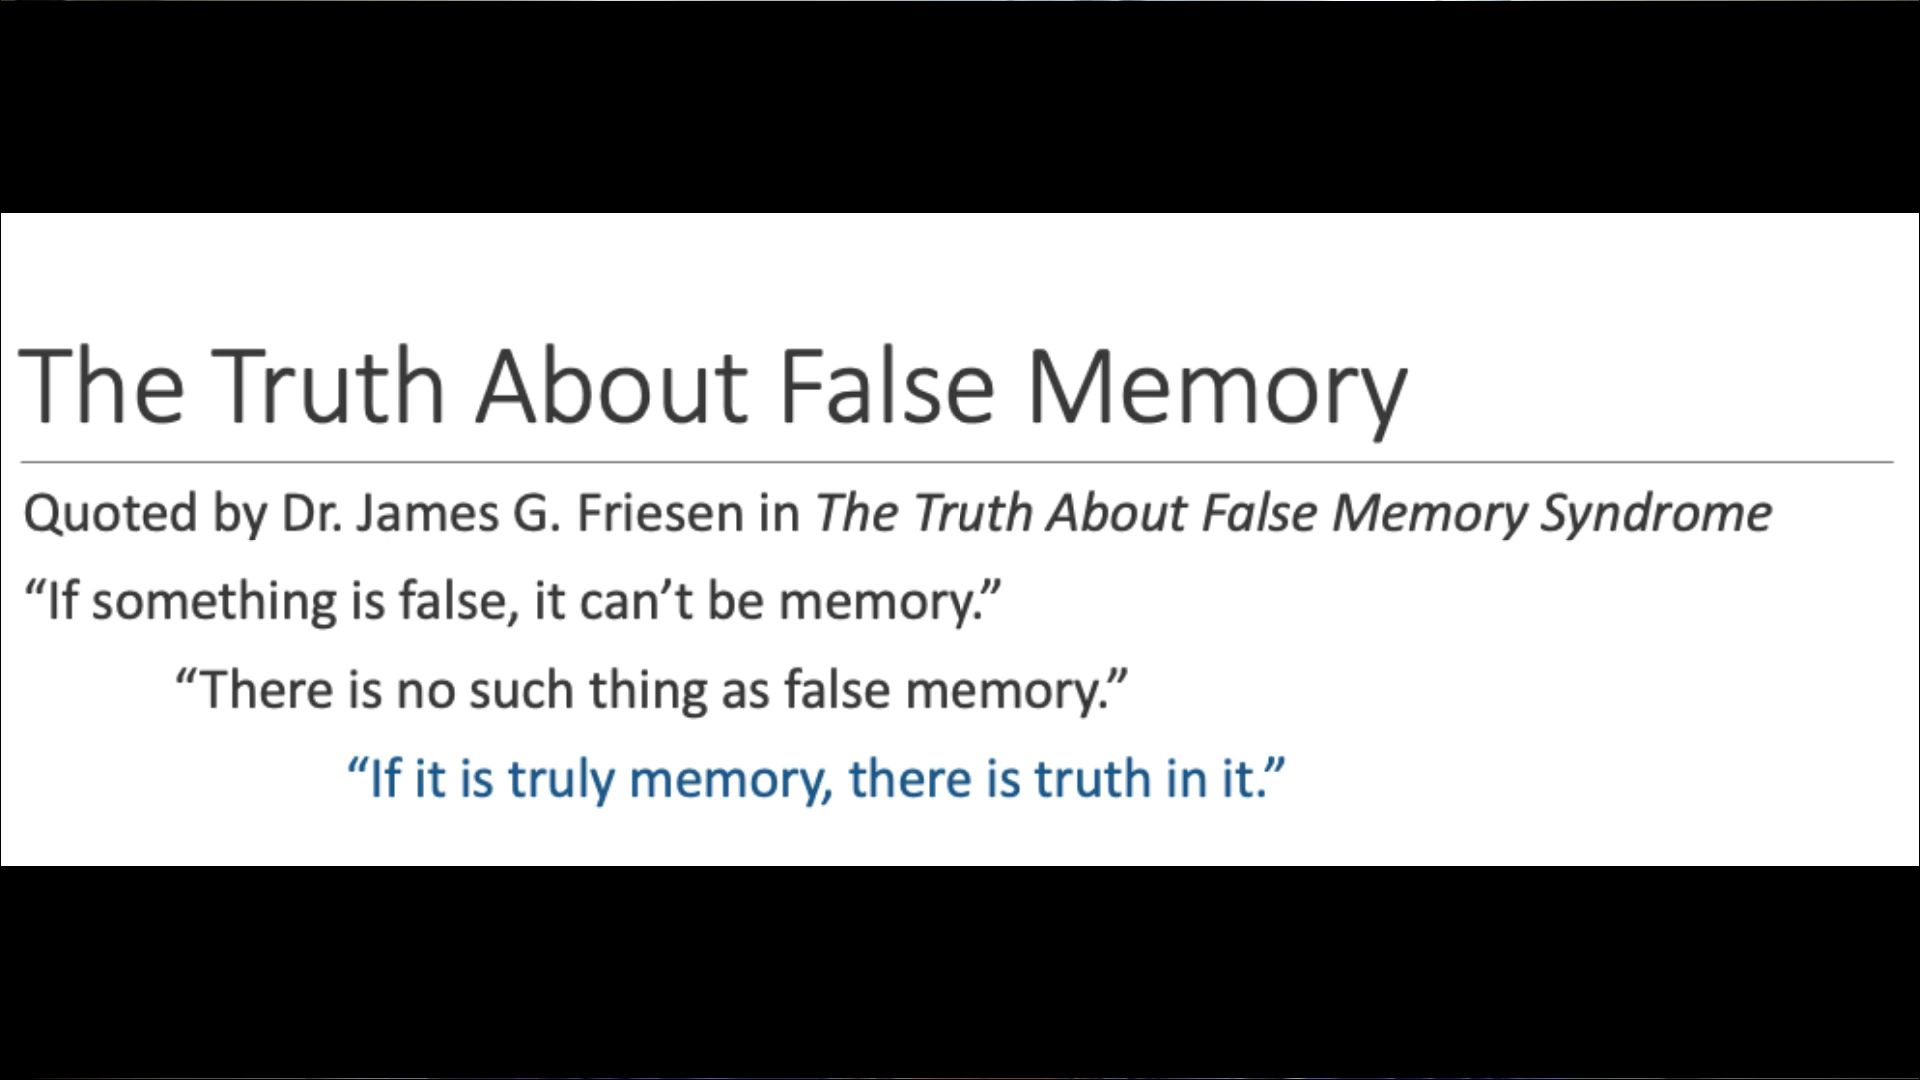 The Truth About False Memory
Quoted by Dr. James G. Friesen in The Truth About False Memory Syndrome
“If something is false, it can’t be memory.”
“There is no such thing as false memory.”
“If it is truly memory, there is truth in it.”